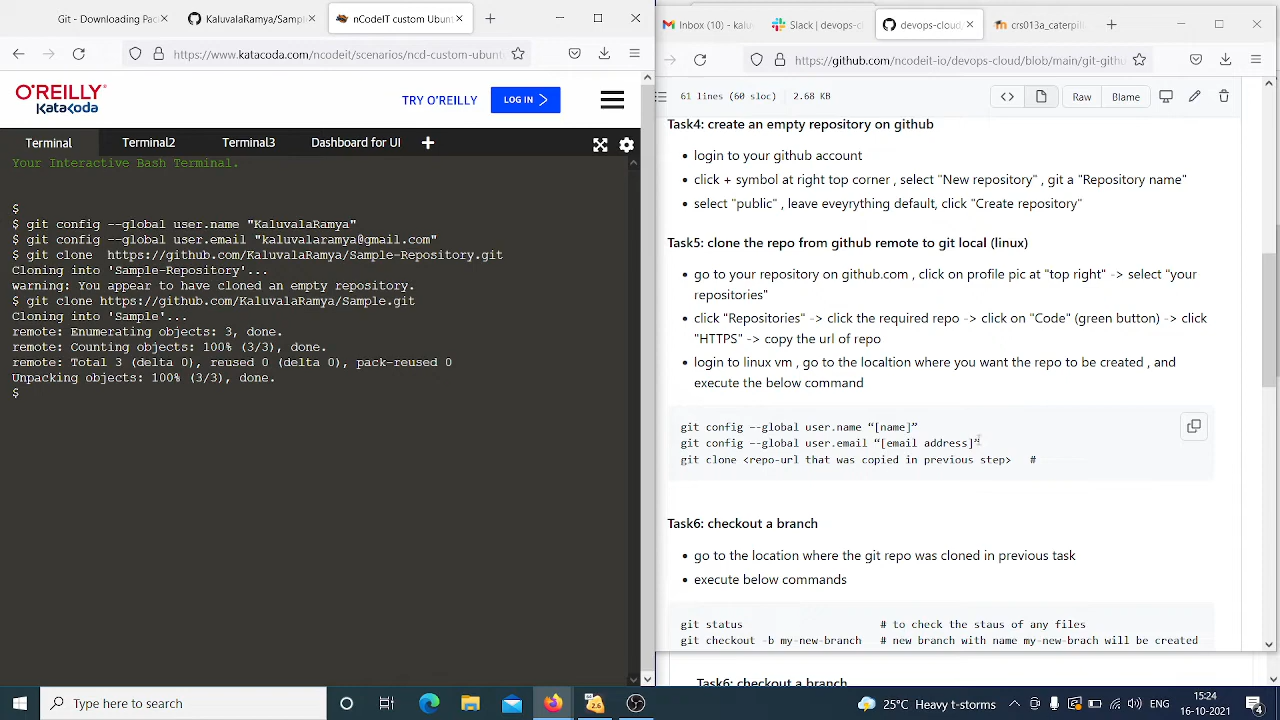 Git - Downloading Pack
KaluvalaRamya/Sampl
nCodeIT custom Ubunt
https://www.katacoda.com/ncodeit/scenarios/ncd-custom-ubunt
O'REILLY
katacoda
TRY O'REILLY
LOG IN
Terminal
Terminal2
Terminal3
Dashboard for UI
Your Interactive Bash Terminal.
$
$ git config --global user.name "KaluvalaRamya"
$ git config --global user.email "Kaluvalaramya@gmail.com"
$ git clone  https://github.com/KaluvalaRamya/Sample-Repository.git
Cloning into 'Sample-Repository'...
warning: You appear to have cloned an empty repository.
$ git clone https://github.com/KaluvalaRamya/Sample.git
Cloning into 'Sample'...
remote: Enumerating objects: 3, done.
remote: Counting objects: 100% (3/3), done.
remote: Total 3 (delta 0), reused 0 (delta 0), pack-reused 0
Unpacking objects: 100% (3/3), done.
$
Inbox (10) - kalu
Slack | devops-c
devops-cloud,
crs013a_caterpil
https://github.com/ncodeit-io/devops-cloud/blob/main/git-githu
61 lines (60 sloc)
2.68 KB
Raw
Blame
Task4: create an empty repository on github
login to your github account
click + symbol at right top corner , select "New repository" , git a "Repository name"
select "public" , leave eveyrything default, click "Create repository"
Task5: clone the repo from github remote to git local (linux)
go to your repository on github.com , click on profile pic at "top right" -> select "your
repositories"
click "Repositories" -> click the required repo -> click on "Code" (green button) -> click
"HTTPS" -> copy the url of repo
login to linux vm , go to the localtion where you want the repo to be created , and
execute the below command
git config --global user.name “[name]”
git config --global user.email “[email address]”
git clone <repo-url that was copied in previous step>   #
Task6: checkout a branch
go to the location where the git repo was cloned in previous task
execute below commands
git status                      # to check the staus of any files
git checkout -b my-new-branch   # new branch with name my-new-brach will be created
Task6: checkout a branch
Type here to search
2.5
25°C Heavy t-storms
15:24
16-10-2021
4